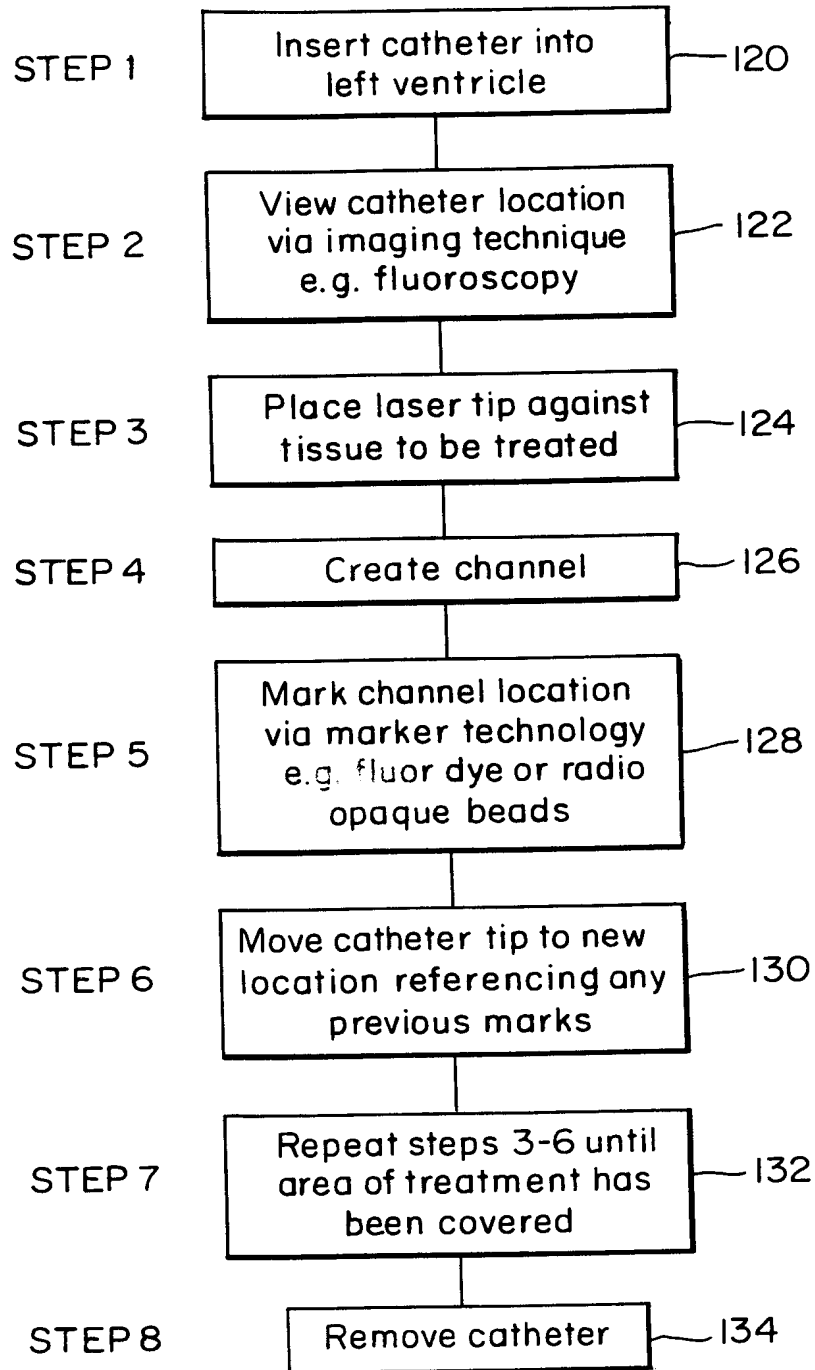 STEP 1
Insert catheter into
left ventricle
120
STEP 2
View catheter location
via imaging technique
e.g. fluoroscopy
122
STEP 3
Place laser tip against
tissue to be treated
124
STEP 4
Create channel
126
STEP 5
Mark channel location
via marker technology
e.g. fluor dye or radio
opaque beads
128
STEP 6
Move catheter tip to new
location referencing any
previous marks
130
STEP 7
Repeat steps 3-6 until
area of treatment has
been covered
132
STEP 8
Remove catheter
134